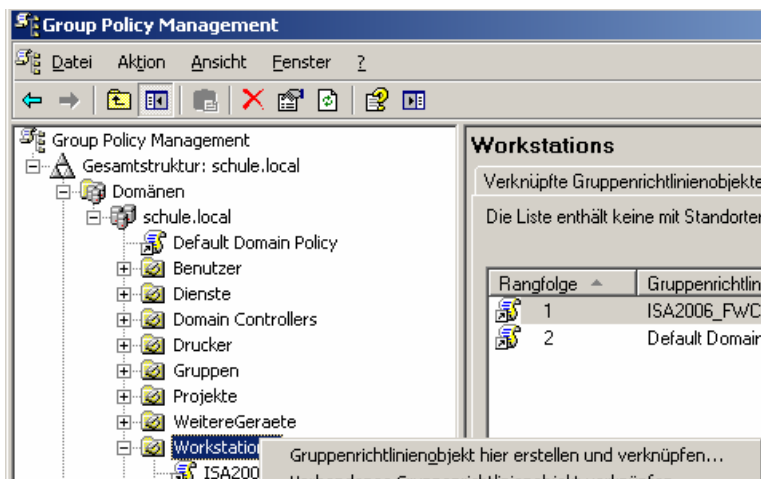 Group Policy Management
Datei Aktion Ansicht Fenster ?
Group Policy Management
Gesamtstruktur: schule.local
Domänen
schule.local
Default Domain Policy
Benutzer
Dienste
Domain Controllers
Drucker
Gruppen
Projekte
WeitereGeraete
Workstation
ISA200
Workstations
Verknüpfte Gruppenrichtlinienobjekte
Die Liste enthält keine mit Standorten
Rangfolge Gruppenrichtlin
1 ISA2006_FWC
2 Default Domain
Gruppenrichtlinienobjekt hier erstellen und verknüpfen...